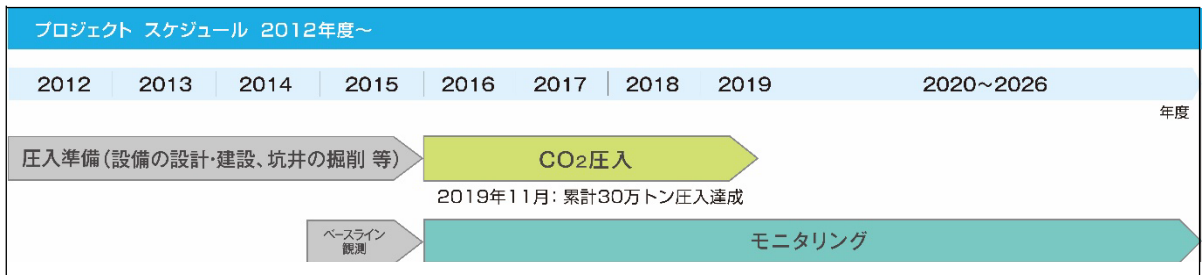 プロジェクト スケジュール 2012年度~
2012 2013 2014 2015 2016 2017 2018 2019 2020~2026
年度
圧入準備(設備の設計・建設、坑井の掘削 等)
CO2圧入
2019年11月: 累計30万トン圧入達成
ベースライン
観測
モニタリング